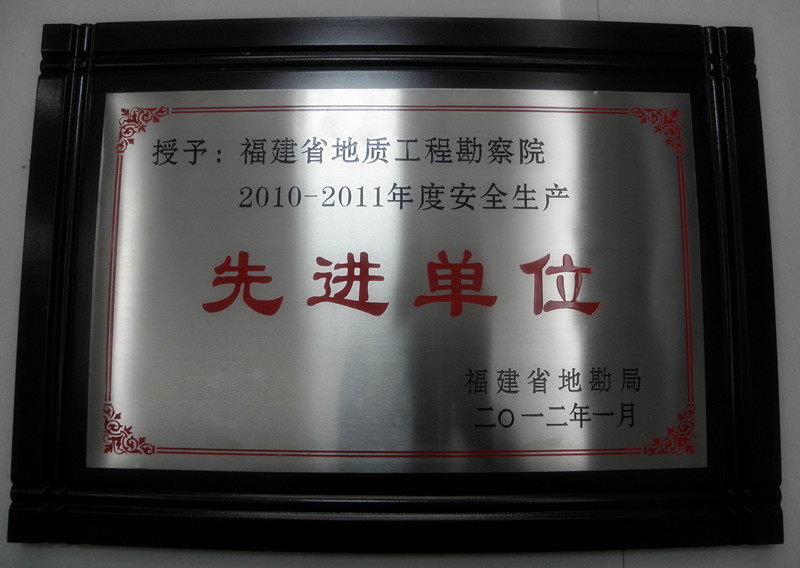 授予：福建省地质工程勘察院
2010-2011年度安全生产
先进单位
福建省地勘局
二〇一二年一月